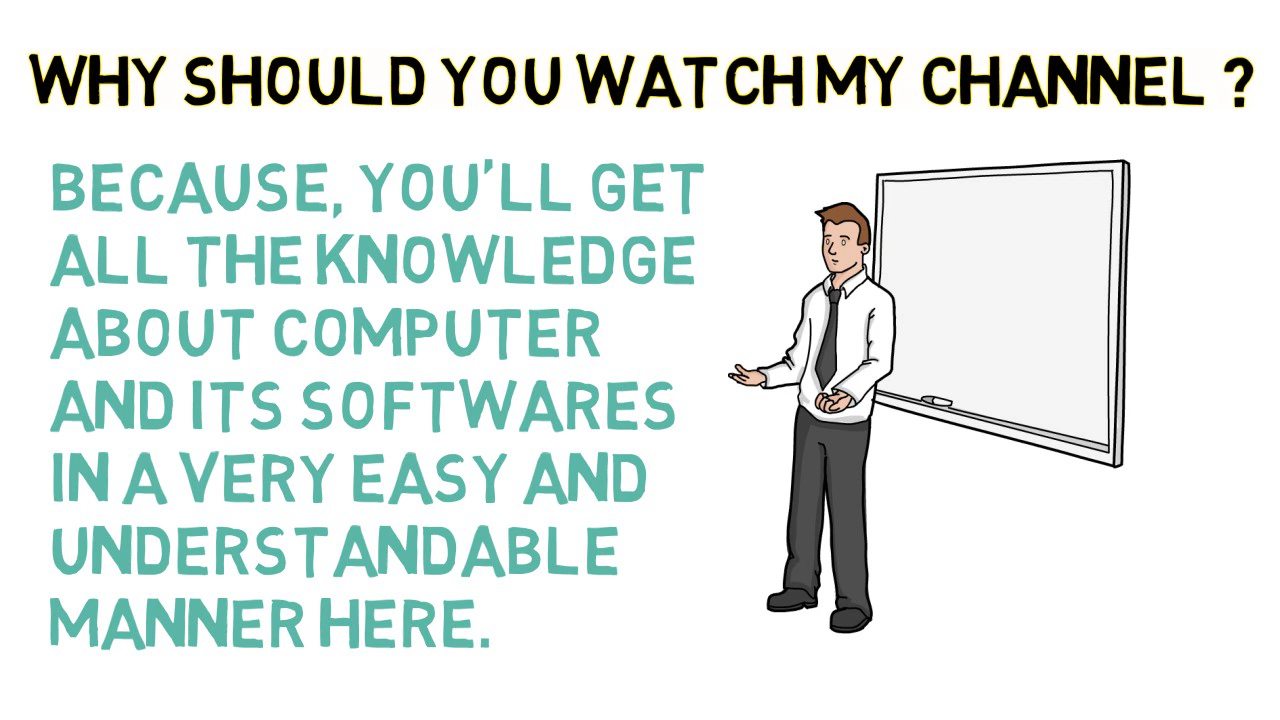 WHY SHOULD YOU WATCH MY CHANNEL ?
BECAUSE, YOU'LL GET
ALL THE KNOWLEDGE
ABOUT COMPUTER
AND ITS SOFTWARES
IN A VERY EASY AND
UNDERSTANDABLE
MANNER HERE.